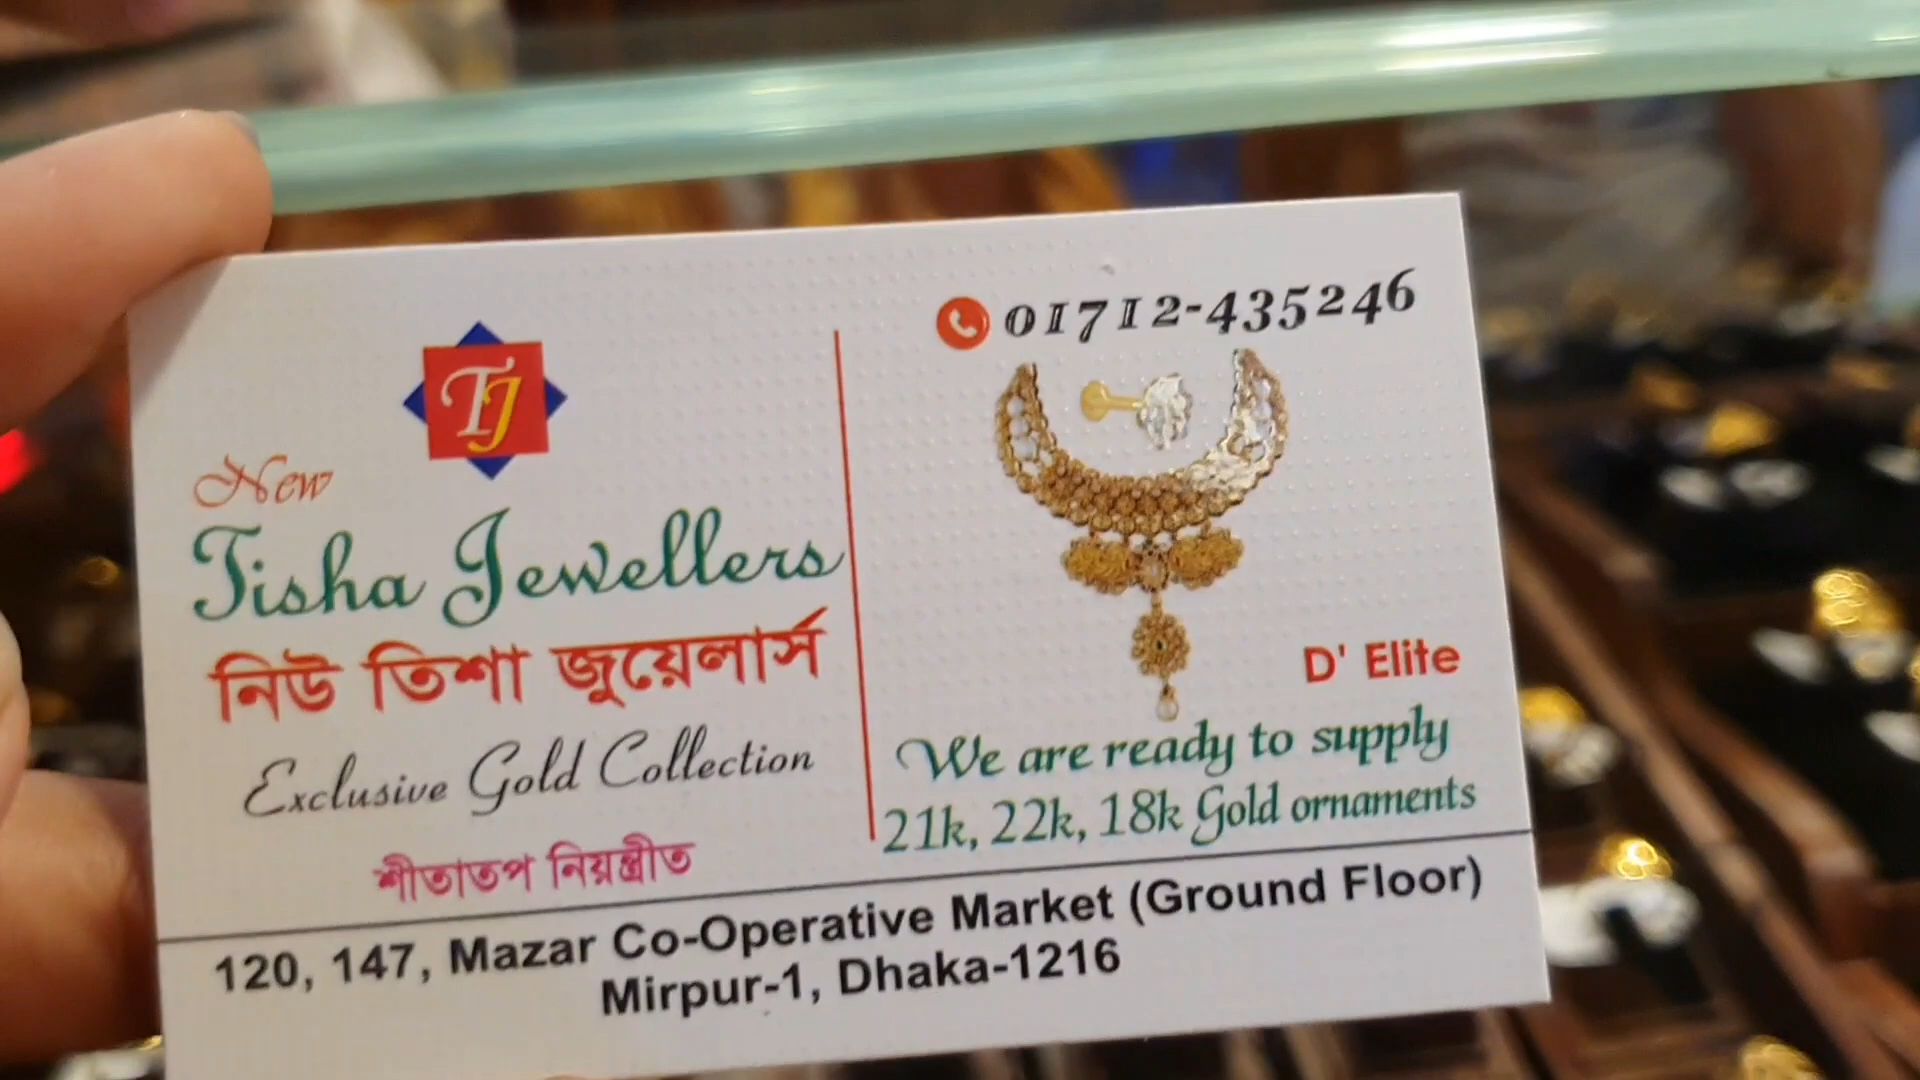 TJ
New
Tisha Jewellers
নিউ তিশা জুয়েলার্স
Exclusive Gold Collection
শীতাতপ নিয়ন্ত্রীত
01712-435246
D' Elite
We are ready to supply
21k, 22k, 18k Gold ornaments
120, 147, Mazar Co-Operative Market (Ground Floor)
Mirpur-1, Dhaka-1216